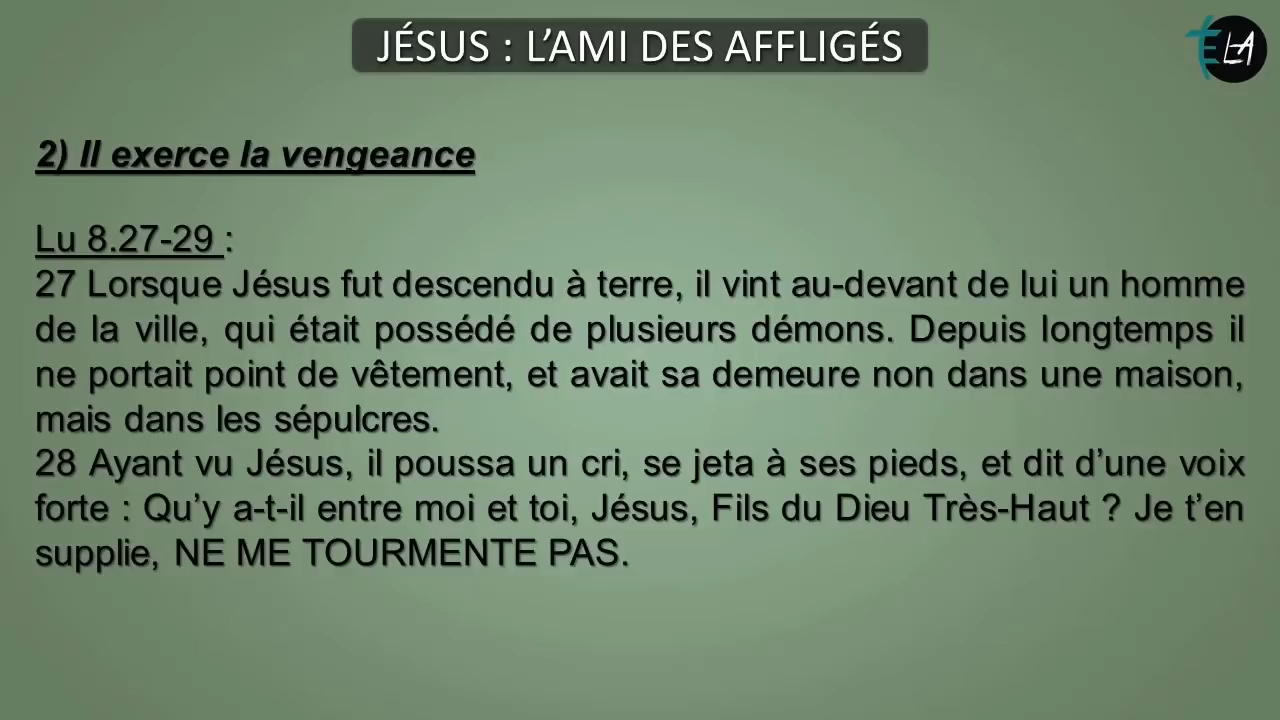 JÉSUS : L’AMI DES AFFLIGÉS
ELA
2) Il exerce la vengeance
Lu 8.27-29 :
27 Lorsque Jésus fut descendu à terre, il vint au-devant de lui un homme
de la ville, qui était possédé de plusieurs démons. Depuis longtemps il
ne portait point de vêtement, et avait sa demeure non dans une maison,
mais dans les sépulcres.
28 Ayant vu Jésus, il poussa un cri, se jeta à ses pieds, et dit d’une voix
forte : Qu’y a-t-il entre moi et toi, Jésus, Fils du Dieu Très-Haut ? Je t’en
supplie, NE ME TOURMENTE PAS.